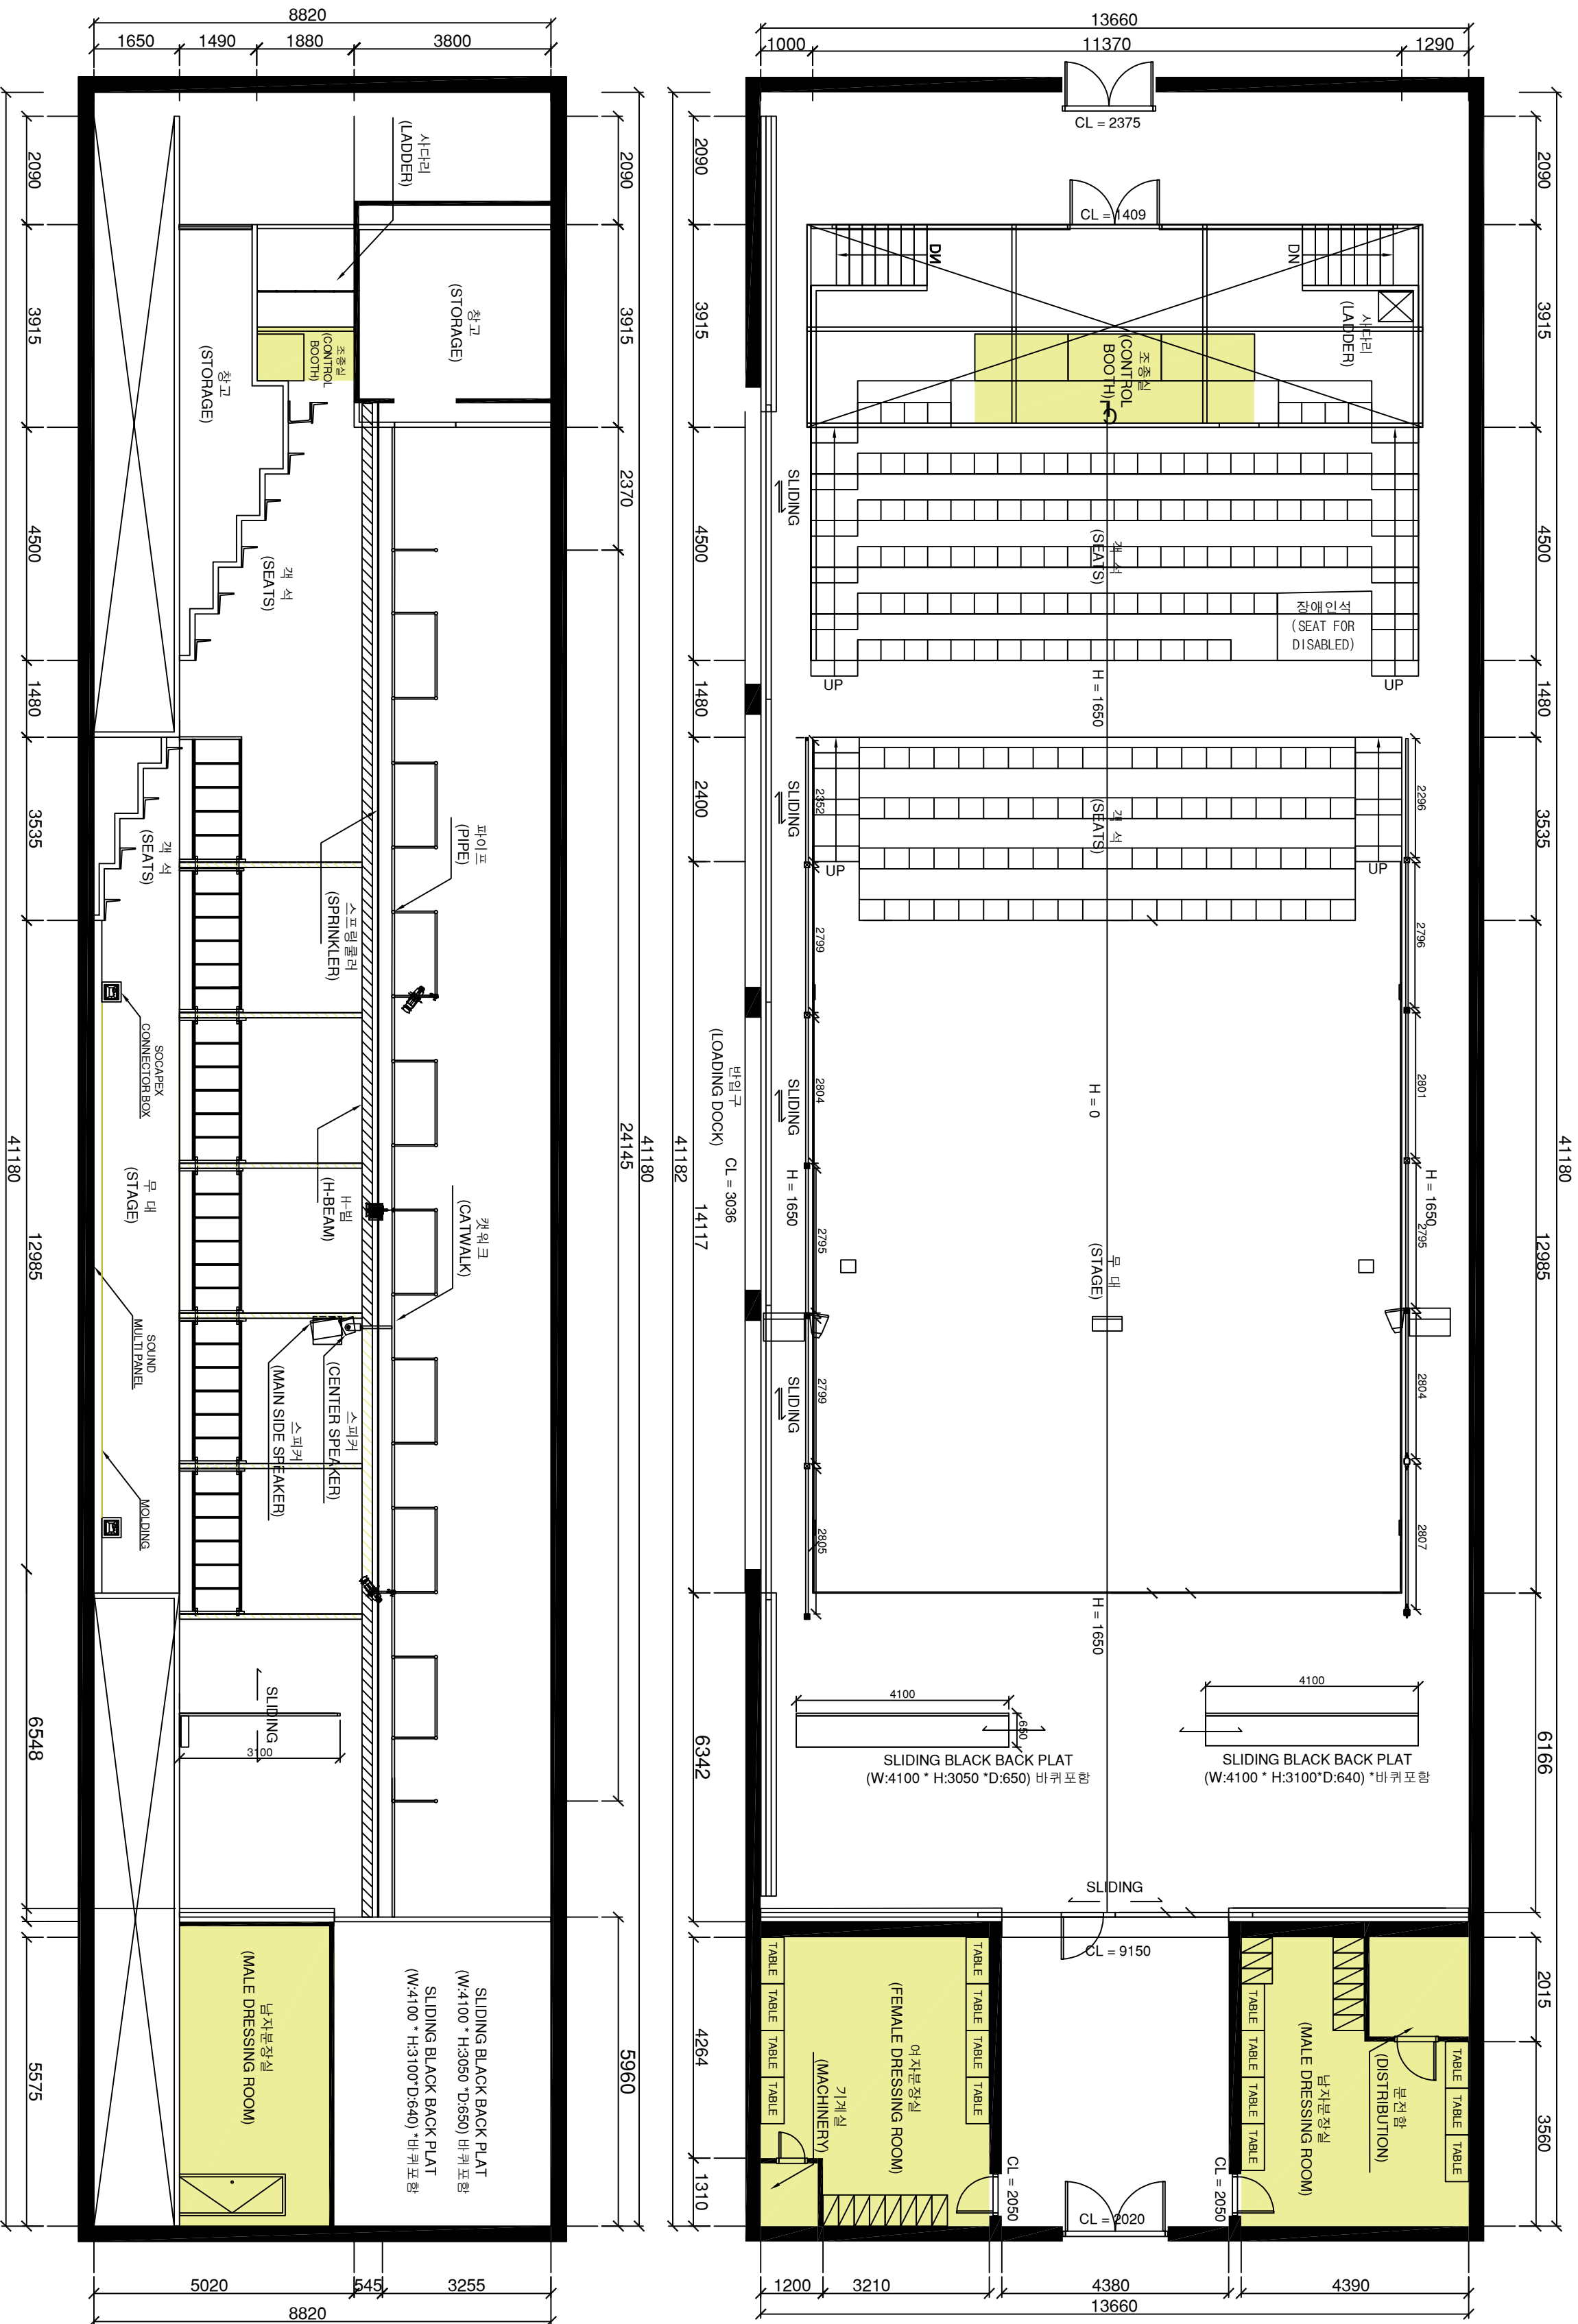 8820
1650
1490
1880
3800
13660
1000
11370
1290
CL = 2375
2090
2090
2090
2090
사다리
(LADDER)
CL = 1409
DN
DN
창고
(STORAGE)
3915
3915
3915
3915
조종실
(CONTROL
BOOTH)
사다리
(LADDER)
조종실
(CONTROL
BOOTH)
창고
(STORAGE)
2370
4500
4500
4500
SLIDING
객 석
(SEATS)
객 석
(SEATS)
장애인석
(SEAT FOR
DISABLED)
UP
UP
H = 1650
1480
1480
1480
3535
2400
3535
SLIDING
2352
2296
객 석
(SEATS)
객 석
(SEATS)
UP
UP
파이프
(PIPE)
스프링쿨러
(SPRINKLER)
2799
2796
SOCAPEX
CONNECTOR BOX
반입구
(LOADING DOCK)
CL = 3036
SLIDING
2804
2801
H = 0
41180
24145
41180
41182
14117
41180
12985
12985
H = 1650
H = 1650
2795
2795
무 대
(STAGE)
H-빔
(H-BEAM)
캣워크
(CATWALK)
무 대
(STAGE)
SOUND
MULTI PANEL
MOLDING
스피커
(CENTER SPEAKER)
스피커
(MAIN SIDE SPEAKER)
SLIDING
2799
2804
2805
2807
H = 1650
SLIDING
3100
6548
6342
6166
4100
650
4100
SLIDING BLACK BACK PLAT
(W:4100 * H:3050 *D:650) 바퀴포함
SLIDING BLACK BACK PLAT
(W:4100 * H:3100*D:640) *바퀴포함
SLIDING
CL = 9150
남자분장실
(MALE DRESSING ROOM)
SLIDING BLACK BACK PLAT
(W:4100 * H:3050 *D:650) 바퀴포함
SLIDING BLACK BACK PLAT
(W:4100 * H:3100*D:640) *바퀴포함
5575
5960
4264
1310
2015
3560
TABLE
TABLE
TABLE
TABLE
TABLE
TABLE
TABLE
TABLE
여자분장실
(FEMALE DRESSING ROOM)
기계실
(MACHINERY)
TABLE
TABLE
TABLE
TABLE
TABLE
TABLE
TABLE
남자분장실
(MALE DRESSING ROOM)
분전함
(DISTRIBUTION)
CL = 2050
CL = 2050
CL = 2020
5020
545
3255
8820
1200
3210
4380
4390
13660